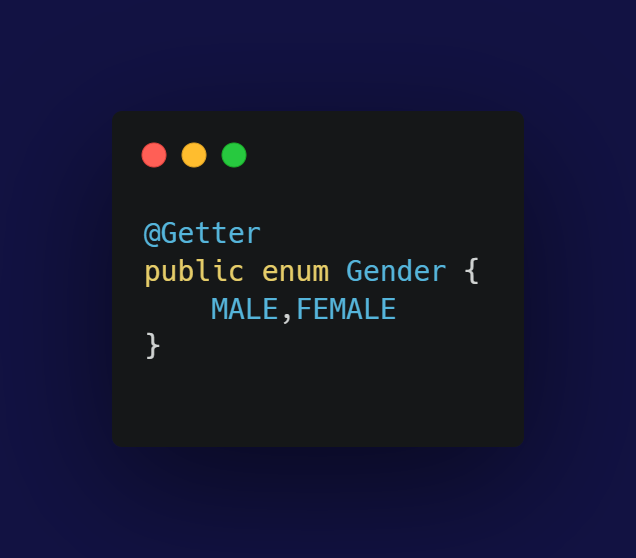 @Getter
public enum Gender {
    MALE,FEMALE
}